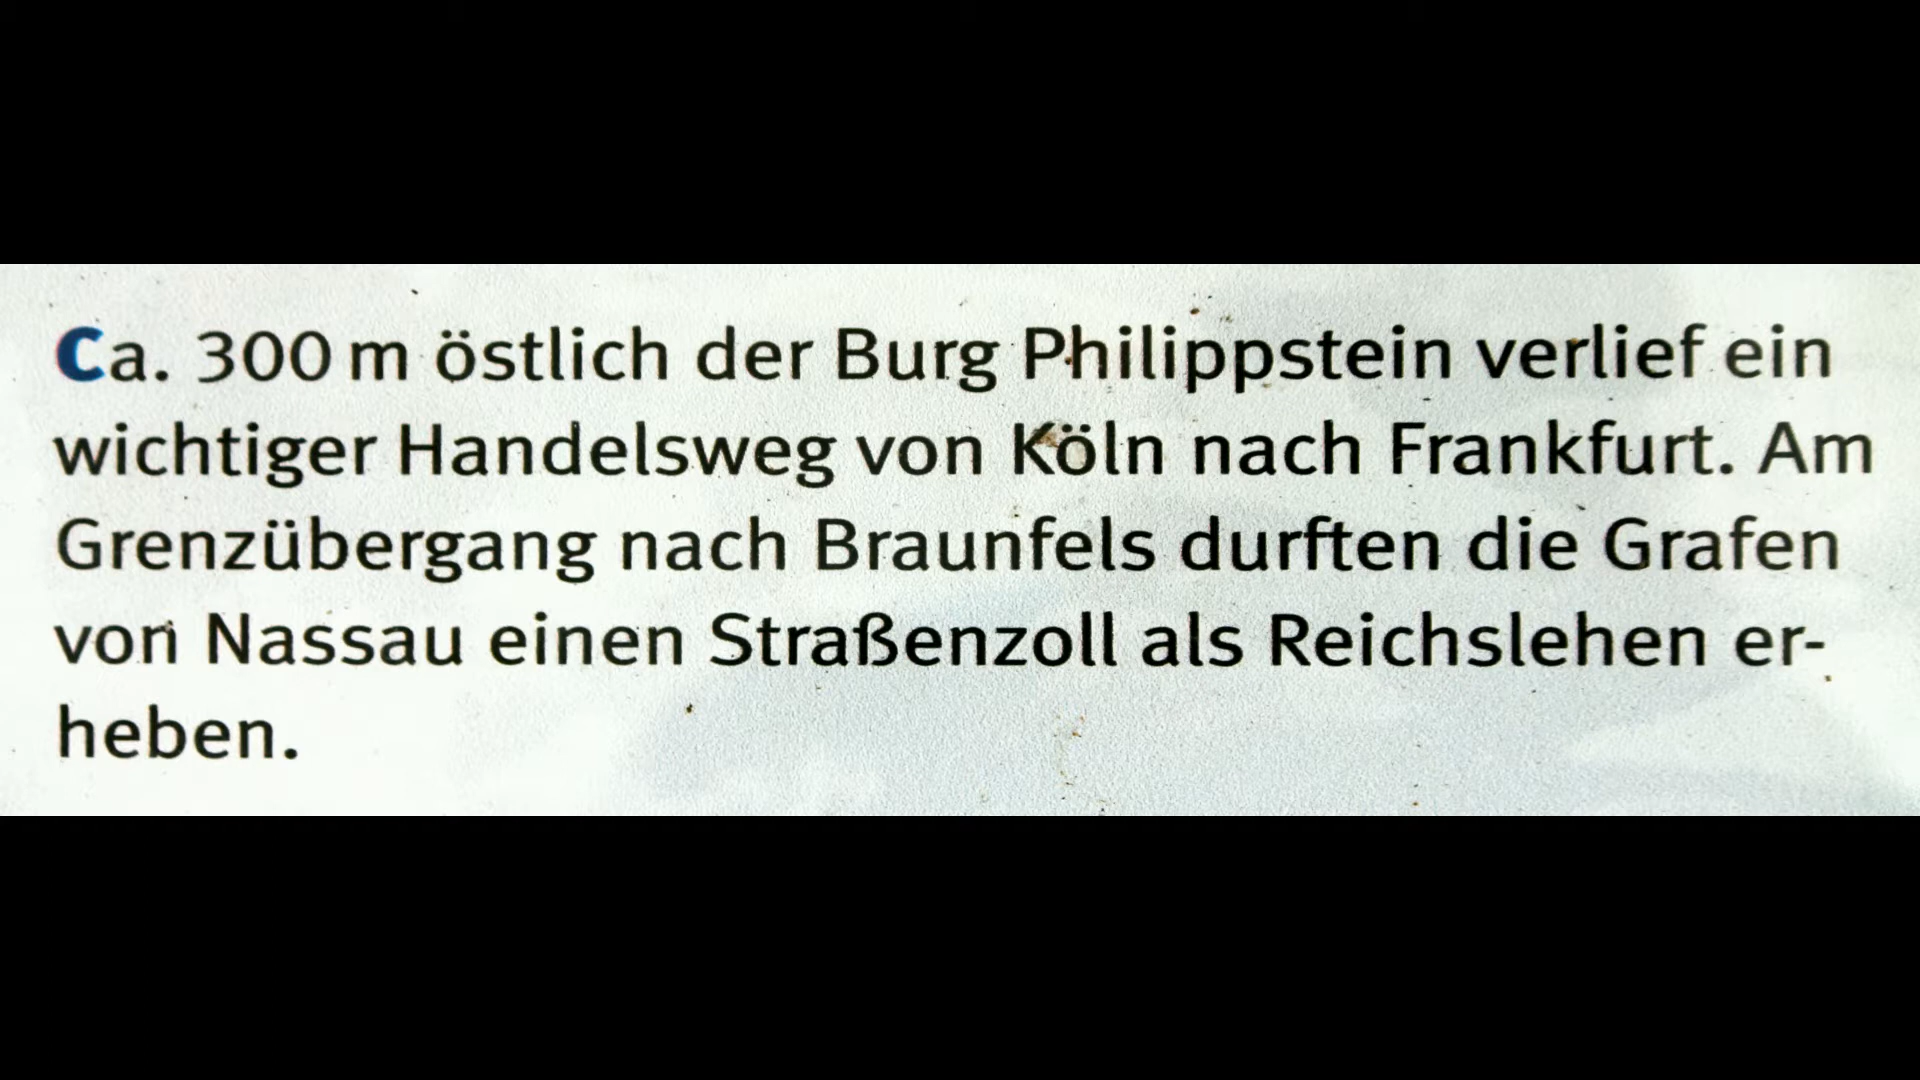 Ca. 300 m östlich der Burg Philippstein verlief ein
wichtiger Handelsweg von Köln nach Frankfurt. Am
Grenzübergang nach Braunfels durften die Grafen
von Nassau einen Straßenzoll als Reichslehen er-
heben.